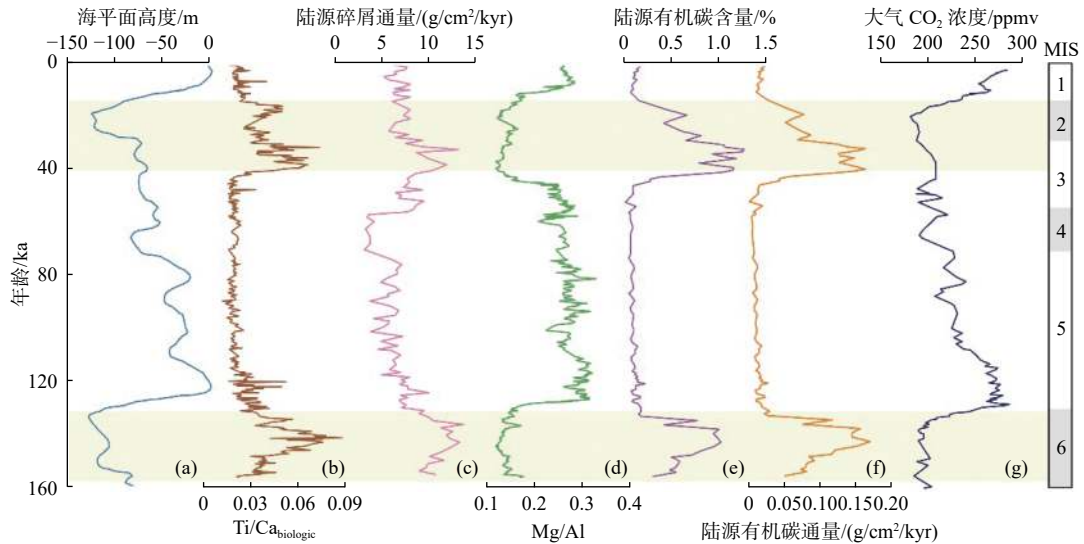 海平面高度/m
陆源碎屑通量/(g/cm²/kyr)
陆源有机碳含量/%
大气 CO₂ 浓度/ppmv
−150 −100 −50 0
0 5 10 15
0 0.5 1.0 1.5
150 200 250 300
MIS
年龄/ka
0
40
80
120
160
1
2
3
4
5
6
(a)
(b)
(c)
(d)
(e)
(f)
(g)
0 0.03 0.06 0.09
0.1 0.2 0.3 0.4
0 0.05 0.10 0.15 0.20
Ti/Ca_biologic
Mg/Al
陆源有机碳通量/(g/cm²/kyr)